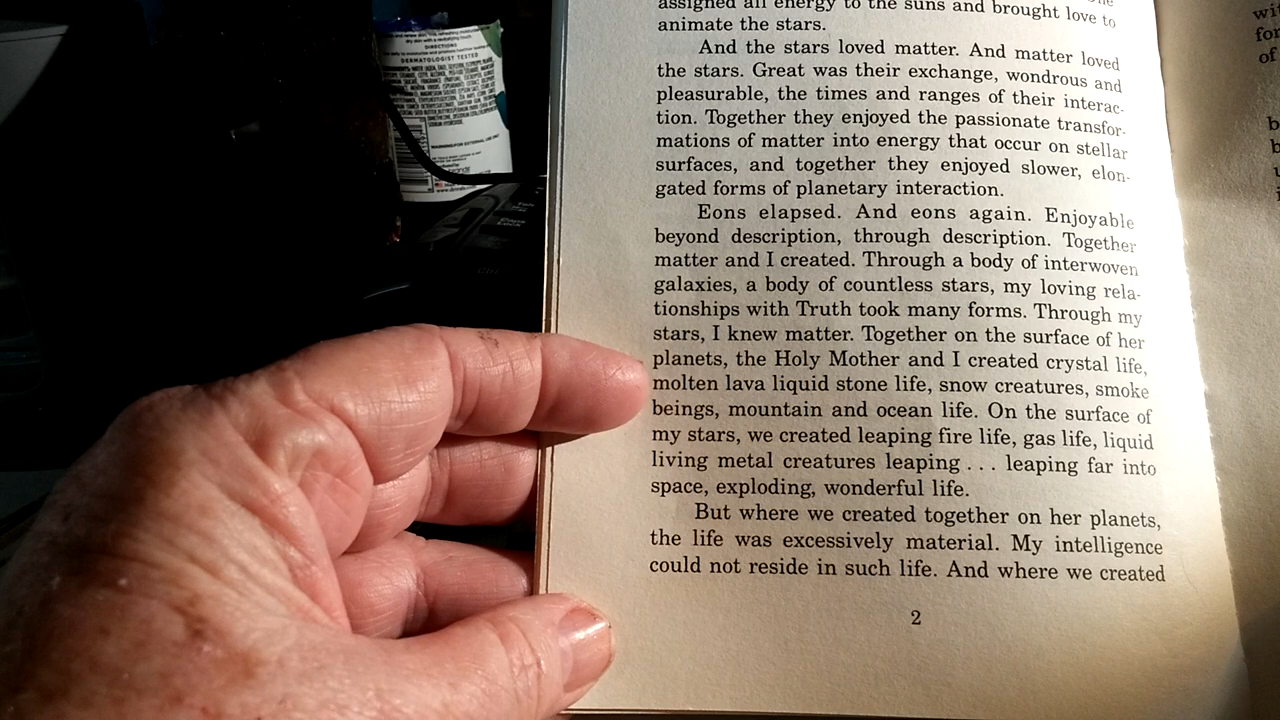 DIRECTIONS
DERMATOLOGIST TESTED
WARNING: FOR EXTERNAL USE ONLY
assigned all energy to the suns and brought love to
animate the stars.
And the stars loved matter. And matter loved
the stars. Great was their exchange, wondrous and
pleasurable, the times and ranges of their interac-
tion. Together they enjoyed the passionate transfor-
mations of matter into energy that occur on stellar
surfaces, and together they enjoyed slower, elon-
gated forms of planetary interaction.
Eons elapsed. And eons again. Enjoyable
beyond description, through description. Together
matter and I created. Through a body of interwoven
galaxies, a body of countless stars, my loving rela-
tionships with Truth took many forms. Through my
stars, I knew matter. Together on the surface of her
planets, the Holy Mother and I created crystal life,
molten lava liquid stone life, snow creatures, smoke
beings, mountain and ocean life. On the surface of
my stars, we created leaping fire life, gas life, liquid
living metal creatures leaping . . . leaping far into
space, exploding, wonderful life.
But where we created together on her planets,
the life was excessively material. My intelligence
could not reside in such life. And where we created
2
of